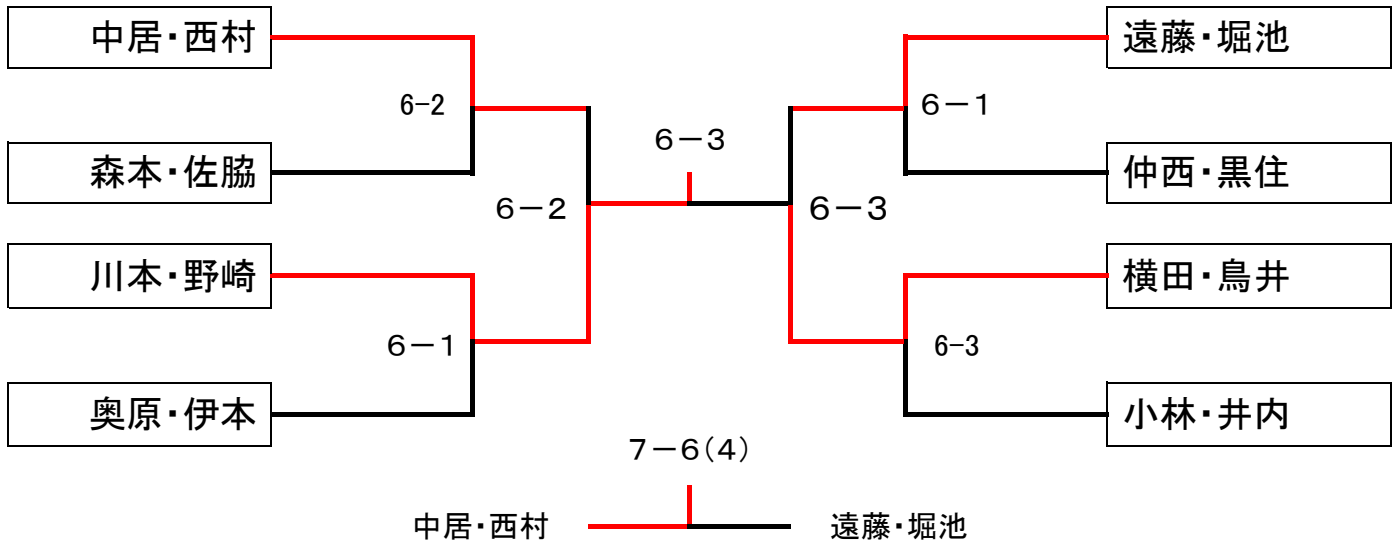 中居・西村
遠藤・堀池
6-2
6－1
6－3
森本・佐脇
仲西・黒住
6－2
6－3
川本・野崎
横田・鳥井
6－1
6-3
奥原・伊本
小林・井内
7－6(4)
中居・西村
遠藤・堀池